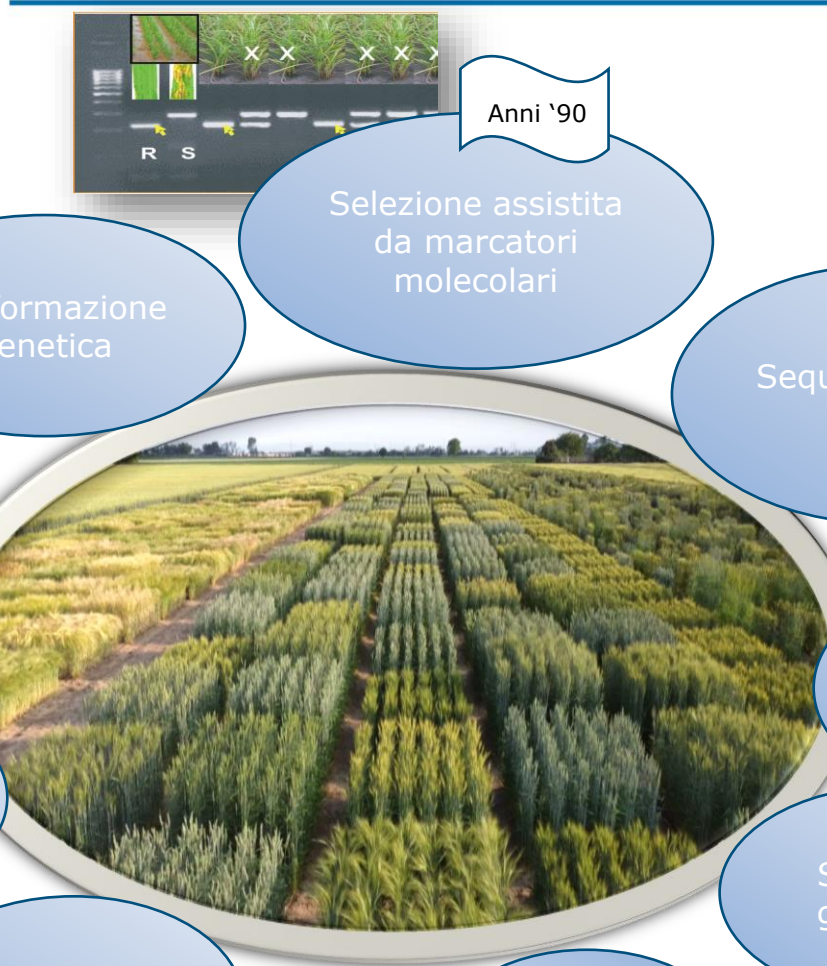 x x x x x
R S
Anni ‘90
Selezione assistita
da marcatori
molecolari
ormazione
enetica
Sequ
S
g